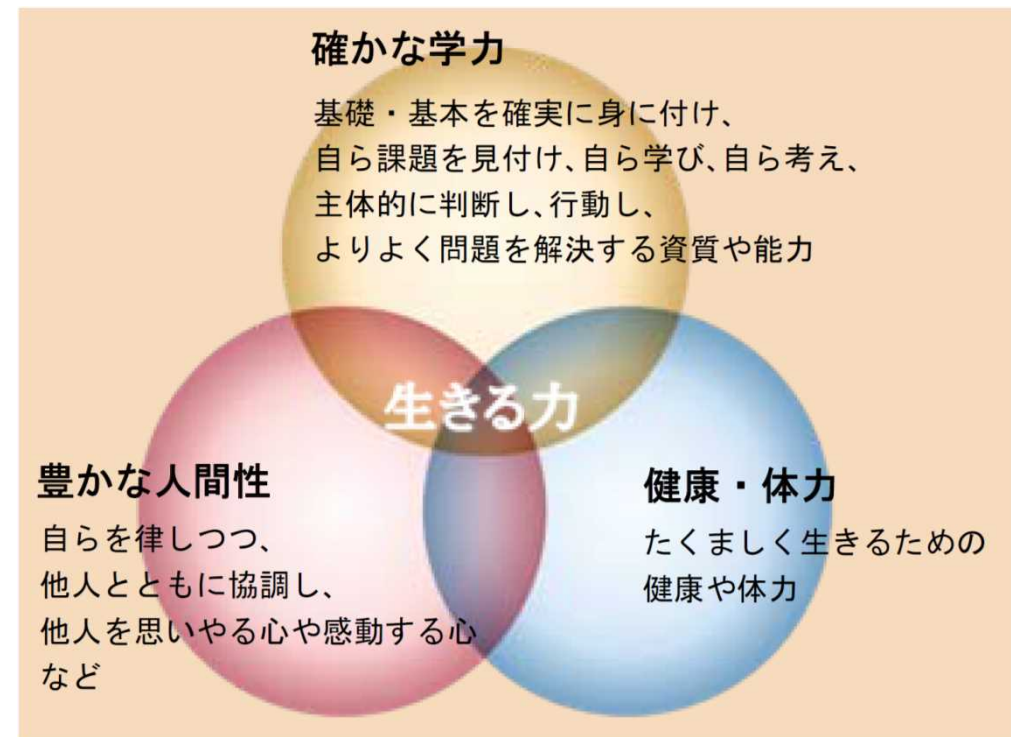 確かな学力
基礎・基本を確実に身に付け、
自ら課題を見付け、自ら学び、自ら考え、
主体的に判断し、行動し、
よりよく問題を解決する資質や能力
生きる力
豊かな人間性
自らを律しつつ、
他人とともに協調し、
他人を思いやる心や感動する心
など
健康・体力
たくましく生きるための
健康や体力